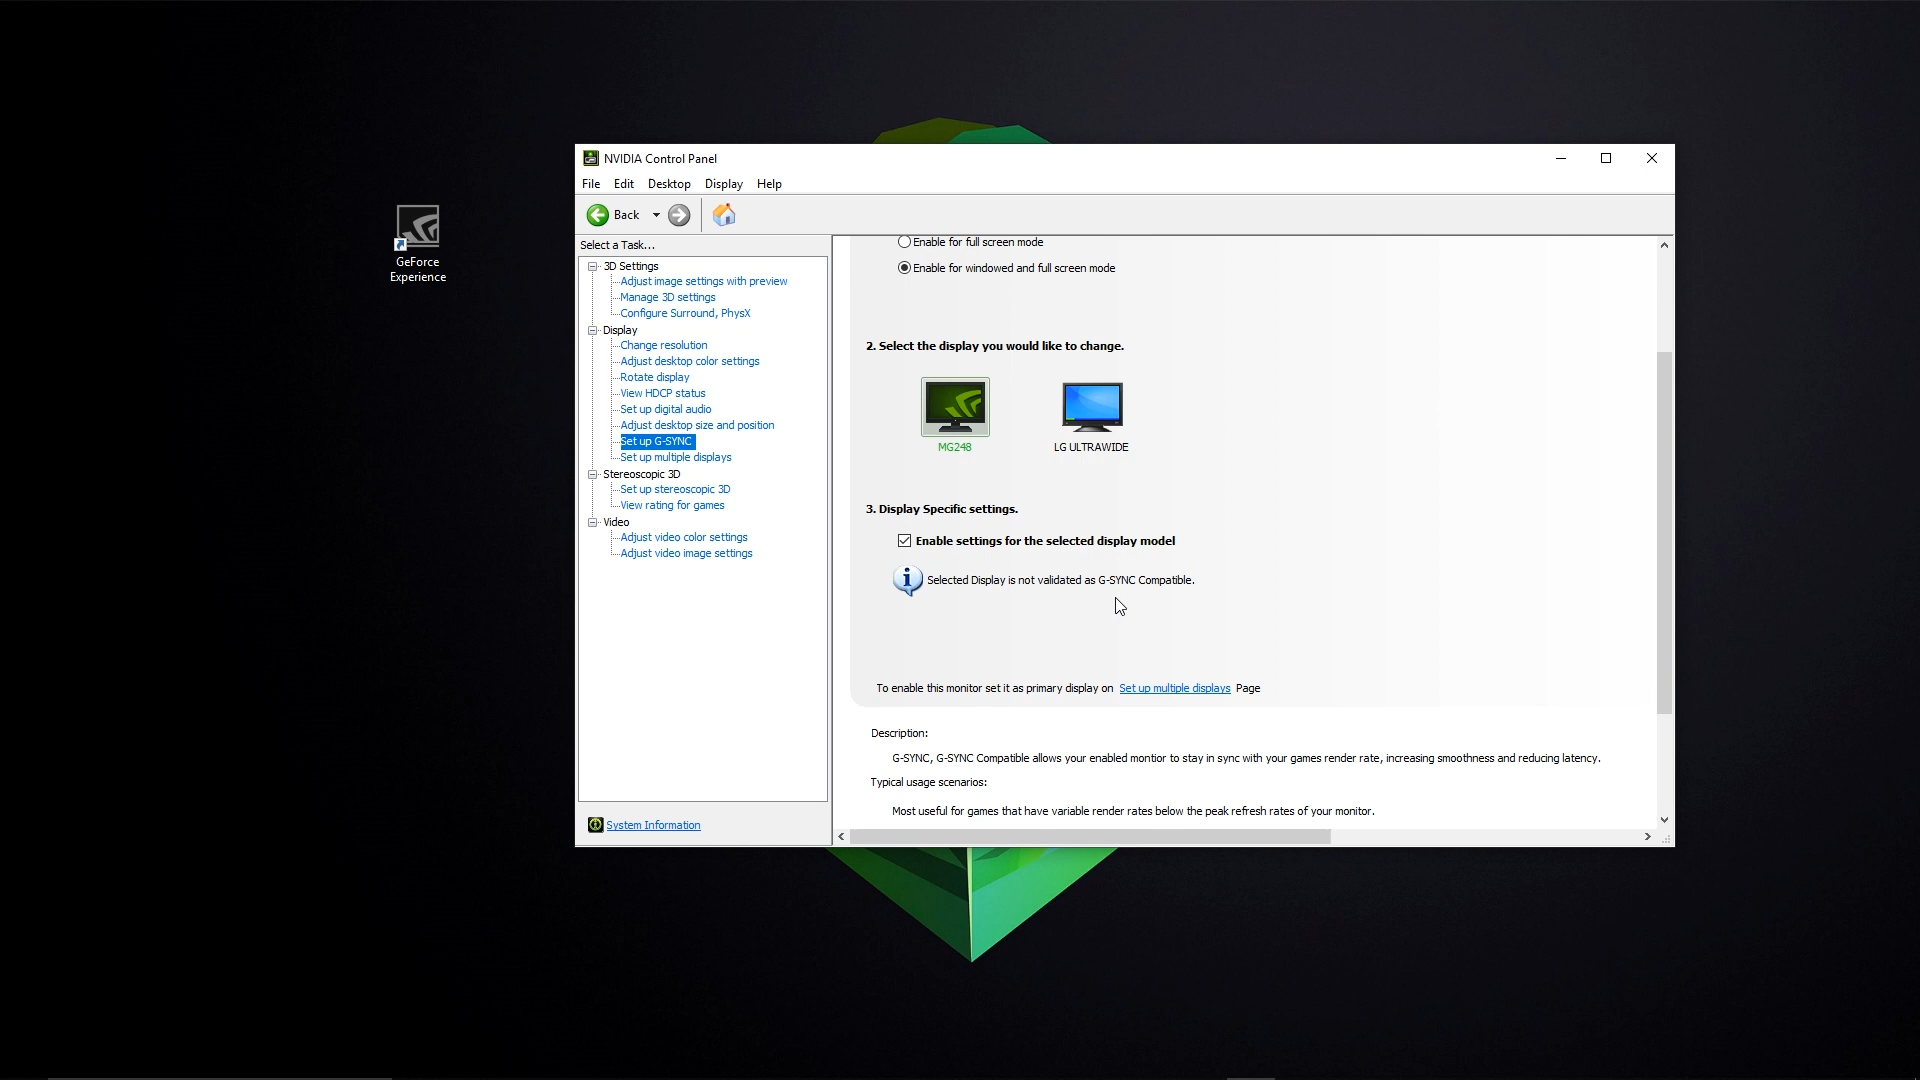 NVIDIA Control Panel
File Edit Desktop Display Help
Back
GeForce
Experience
Select a Task...
3D Settings
Adjust image settings with preview
Manage 3D settings
Configure Surround, PhysX
Display
Change resolution
Adjust desktop color settings
Rotate display
View HDCP status
Set up digital audio
Adjust desktop size and position
Set up G-SYNC
Set up multiple displays
Stereoscopic 3D
Set up stereoscopic 3D
View rating for games
Video
Adjust video color settings
Adjust video image settings
System Information
Enable for full screen mode
Enable for windowed and full screen mode
2. Select the display you would like to change.
MG248 LG ULTRAWIDE
3. Display Specific settings.
Enable settings for the selected display model
Selected Display is not validated as G-SYNC Compatible.
To enable this monitor set it as primary display on Set up multiple displays Page
Description:
G-SYNC, G-SYNC Compatible allows your enabled montior to stay in sync with your games render rate, increasing smoothness and reducing latency.
Typical usage scenarios:
Most useful for games that have variable render rates below the peak refresh rates of your monitor.